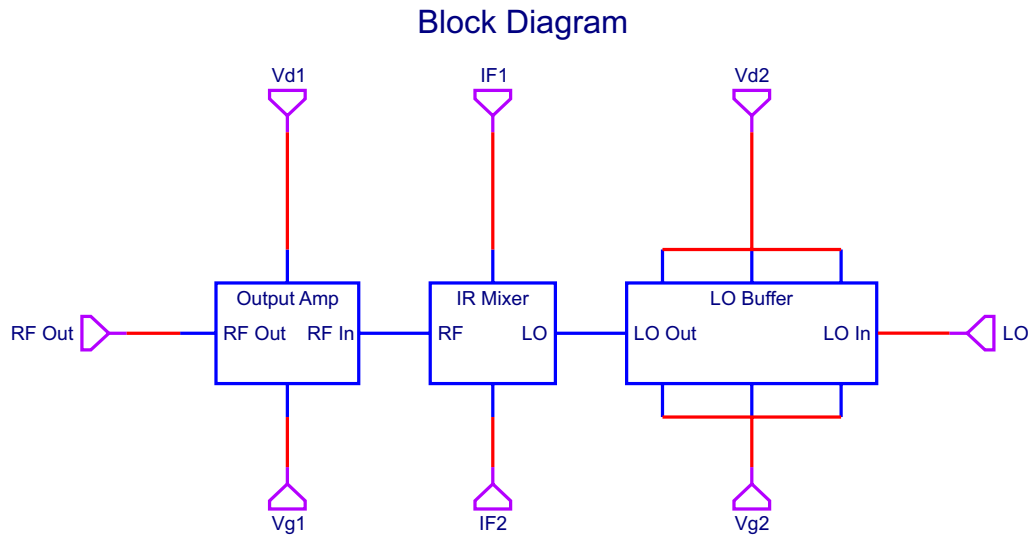 Block Diagram
Vd1 IF1 Vd2
Output Amp IR Mixer LO Buffer
RF Out RF Out RF In RF LO LO Out LO In LO
Vg1 IF2 Vg2